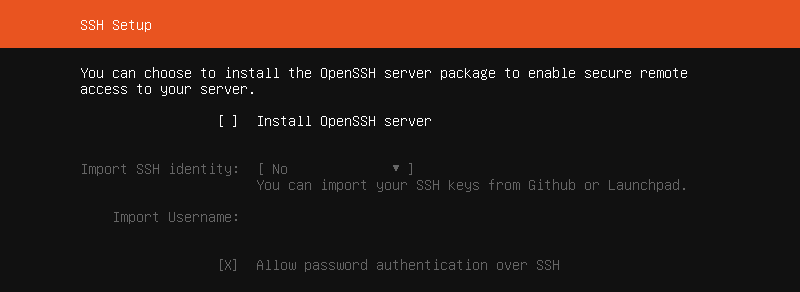 SSH Setup
You can choose to install the OpenSSH server package to enable secure remote
access to your server.
[ ] Install OpenSSH server
Import SSH identity: [ No ▼ ]
You can import your SSH keys from Github or Launchpad.
Import Username:
[X] Allow password authentication over SSH